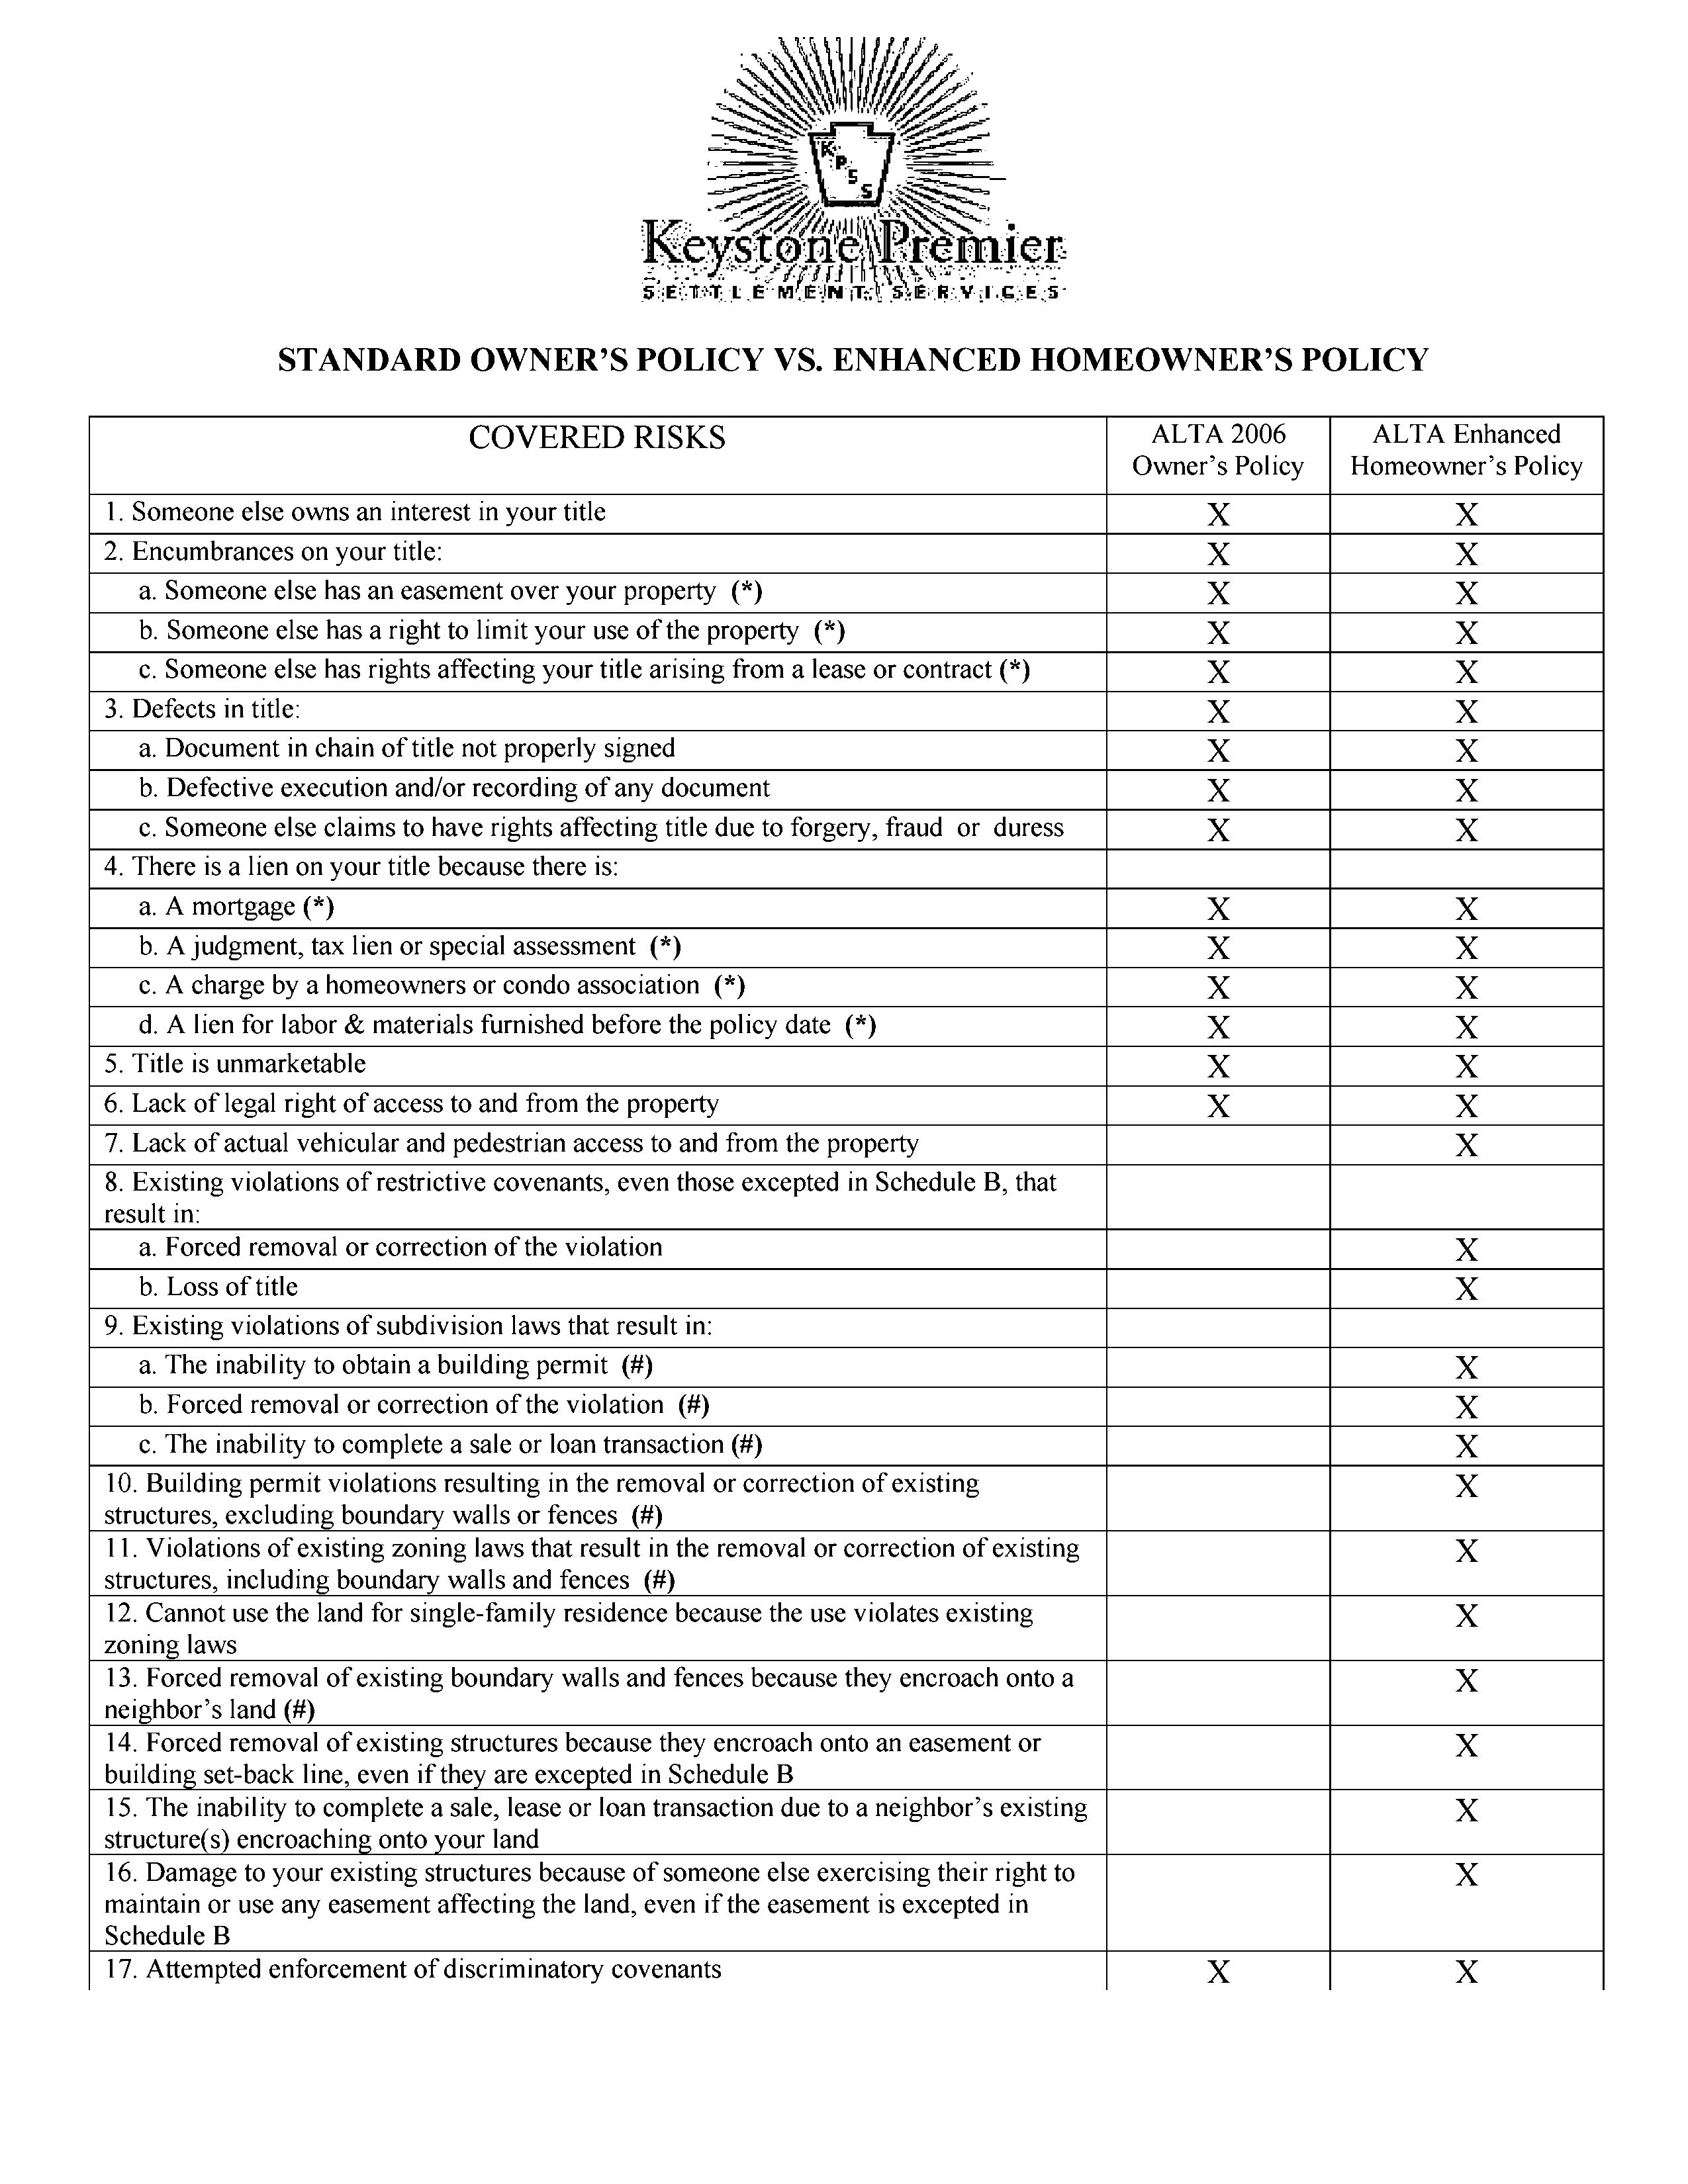 K
P
S
S
Keystone Premier
SETTLEMENT SERVICES
STANDARD OWNER'S POLICY VS. ENHANCED HOMEOWNER'S POLICY
COVERED RISKS
ALTA 2006
Owner's Policy
ALTA Enhanced
Homeowner's Policy
1. Someone else owns an interest in your title X X
2. Encumbrances on your title: X X
a. Someone else has an easement over your property (*) X X
b. Someone else has a right to limit your use of the property (*) X X
c. Someone else has rights affecting your title arising from a lease or contract (*) X X
3. Defects in title: X X
a. Document in chain of title not properly signed X X
b. Defective execution and/or recording of any document X X
c. Someone else claims to have rights affecting title due to forgery, fraud or duress X X
4. There is a lien on your title because there is:
a. A mortgage (*) X X
b. A judgment, tax lien or special assessment (*) X X
c. A charge by a homeowners or condo association (*) X X
d. A lien for labor & materials furnished before the policy date (*) X X
5. Title is unmarketable X X
6. Lack of legal right of access to and from the property X X
7. Lack of actual vehicular and pedestrian access to and from the property X
8. Existing violations of restrictive covenants, even those excepted in Schedule B, that
result in:
a. Forced removal or correction of the violation X
b. Loss of title X
9. Existing violations of subdivision laws that result in:
a. The inability to obtain a building permit (#) X
b. Forced removal or correction of the violation (#) X
c. The inability to complete a sale or loan transaction (#) X
10. Building permit violations resulting in the removal or correction of existing X
structures, excluding boundary walls or fences (#)
11. Violations of existing zoning laws that result in the removal or correction of existing X
structures, including boundary walls and fences (#)
12. Cannot use the land for single-family residence because the use violates existing X
zoning laws
13. Forced removal of existing boundary walls and fences because they encroach onto a X
neighbor's land (#)
14. Forced removal of existing structures because they encroach onto an easement or X
building set-back line, even if they are excepted in Schedule B
15. The inability to complete a sale, lease or loan transaction due to a neighbor's existing X
structure(s) encroaching onto your land
16. Damage to your existing structures because of someone else exercising their right to X
maintain or use any easement affecting the land, even if the easement is excepted in
Schedule B
17. Attempted enforcement of discriminatory covenants X X